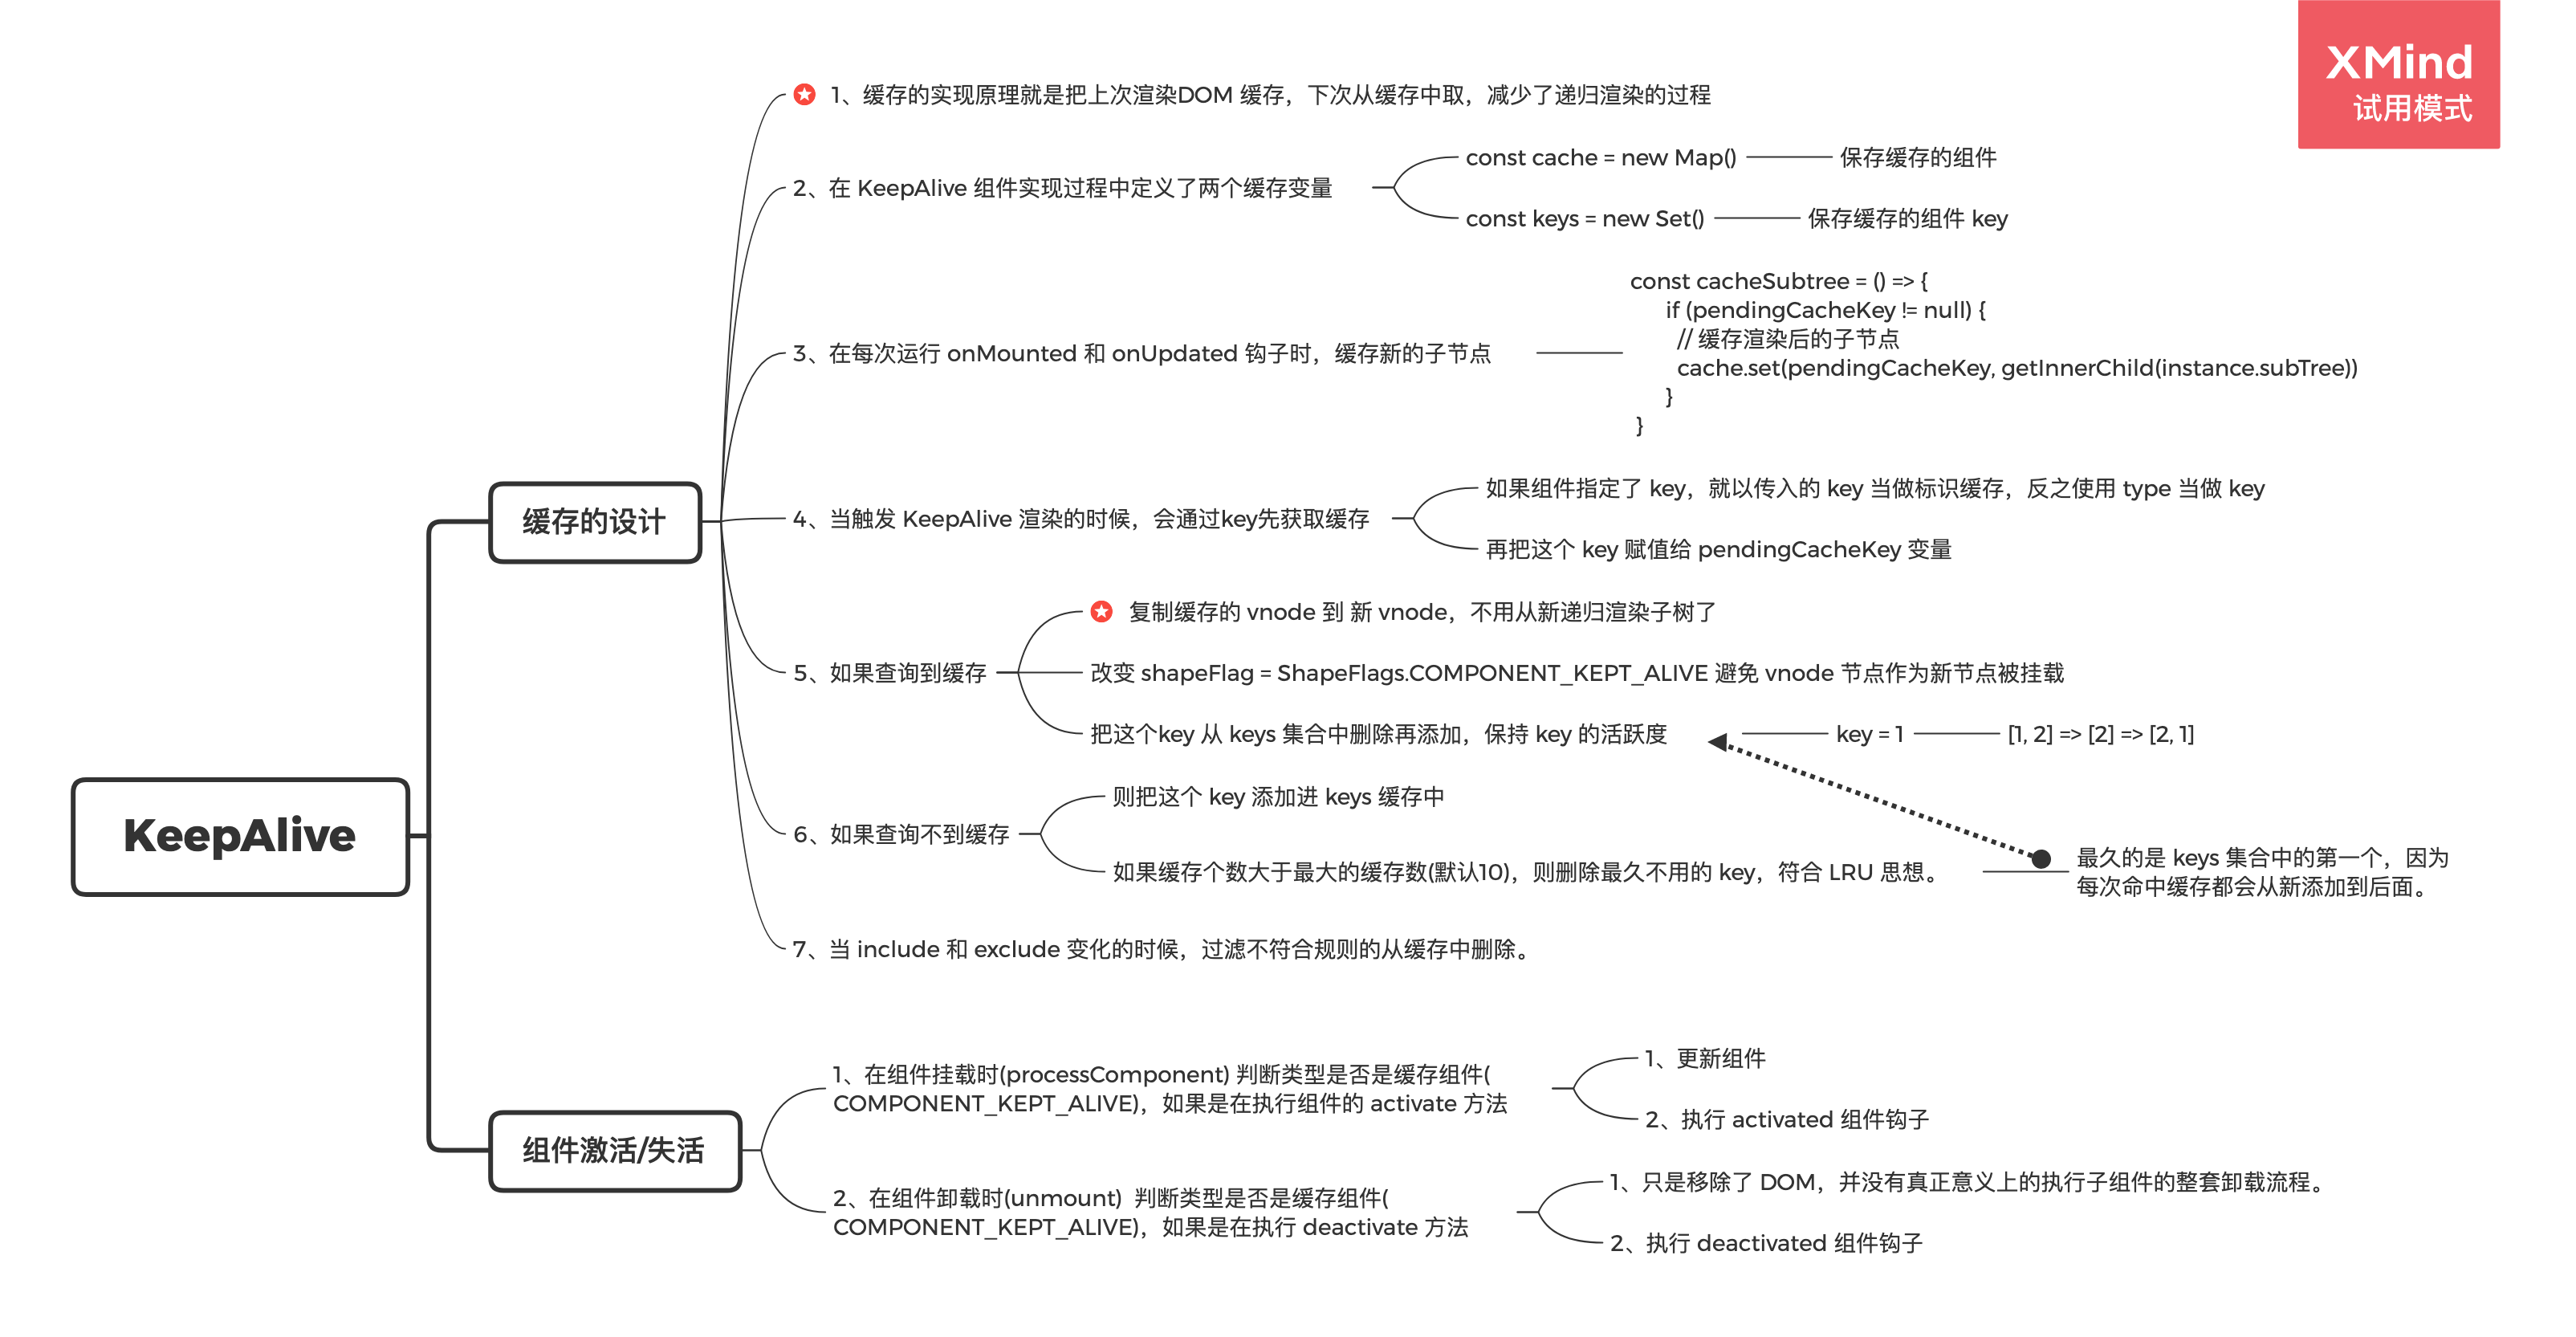 XMind
试用模式
KeepAlive
缓存的设计
1、缓存的实现原理就是把上次渲染DOM 缓存，下次从缓存中取，减少了递归渲染的过程
2、在 KeepAlive 组件实现过程中定义了两个缓存变量
const cache = new Map()
保存缓存的组件
const keys = new Set()
保存缓存的组件 key
3、在每次运行 onMounted 和 onUpdated 钩子时，缓存新的子节点
const cacheSubtree = () => {
if (pendingCacheKey != null) {
// 缓存渲染后的子节点
cache.set(pendingCacheKey, getInnerChild(instance.subTree))
}
}
4、当触发 KeepAlive 渲染的时候，会通过key先获取缓存
如果组件指定了 key，就以传入的 key 当做标识缓存，反之使用 type 当做 key
再把这个 key 赋值给 pendingCacheKey 变量
5、如果查询到缓存
复制缓存的 vnode 到 新 vnode，不用从新递归渲染子树了
改变 shapeFlag = ShapeFlags.COMPONENT_KEPT_ALIVE 避免 vnode 节点作为新节点被挂载
把这个key 从 keys 集合中删除再添加，保持 key 的活跃度
key = 1
[1, 2] => [2] => [2, 1]
6、如果查询不到缓存
则把这个 key 添加进 keys 缓存中
如果缓存个数大于最大的缓存数(默认10)，则删除最久不用的 key，符合 LRU 思想。
最久的是 keys 集合中的第一个，因为
每次命中缓存都会从新添加到后面。
7、当 include 和 exclude 变化的时候，过滤不符合规则的从缓存中删除。
组件激活/失活
1、在组件挂载时(processComponent) 判断类型是否是缓存组件(
COMPONENT_KEPT_ALIVE)，如果是在执行组件的 activate 方法
1、更新组件
2、执行 activated 组件钩子
2、在组件卸载时(unmount)  判断类型是否是缓存组件(
COMPONENT_KEPT_ALIVE)，如果是在执行 deactivate 方法
1、只是移除了 DOM，并没有真正意义上的执行子组件的整套卸载流程。
2、执行 deactivated 组件钩子